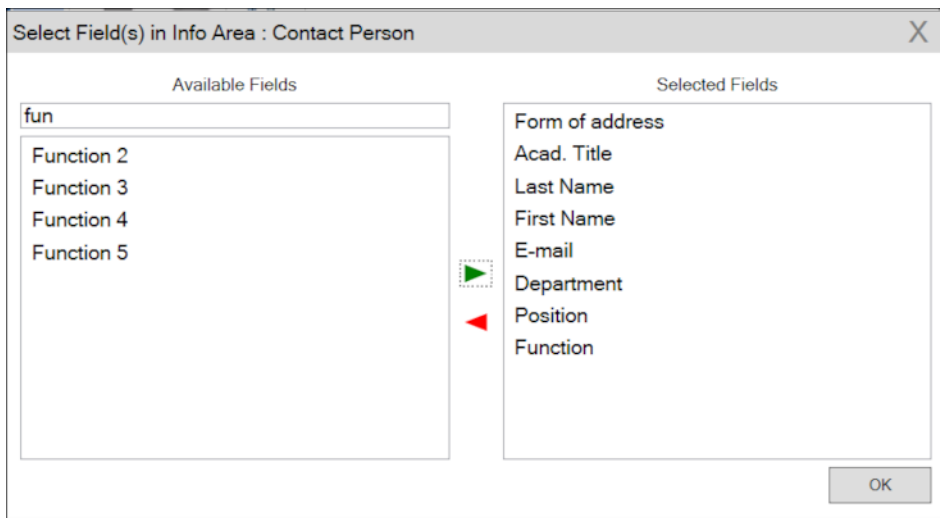 Select Field(s) in Info Area : Contact Person
X
Available Fields
fun
Function 2
Function 3
Function 4
Function 5
Selected Fields
Form of address
Acad. Title
Last Name
First Name
E-mail
Department
Position
Function
OK